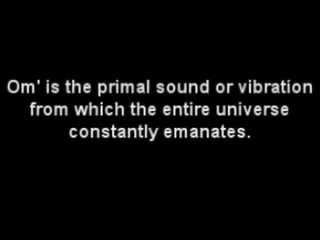 Om' is the primal sound or vibration
from which the entire universe
constantly emanates.